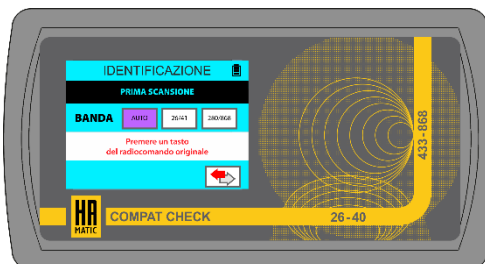 IDENTIFICAZIONE
PRIMA SCANSIONE
BANDA AUTO 26/41 280/868
Premere un tasto
del radiocomando originale
433-868
HR
MATIC
COMPAT CHECK
26-40